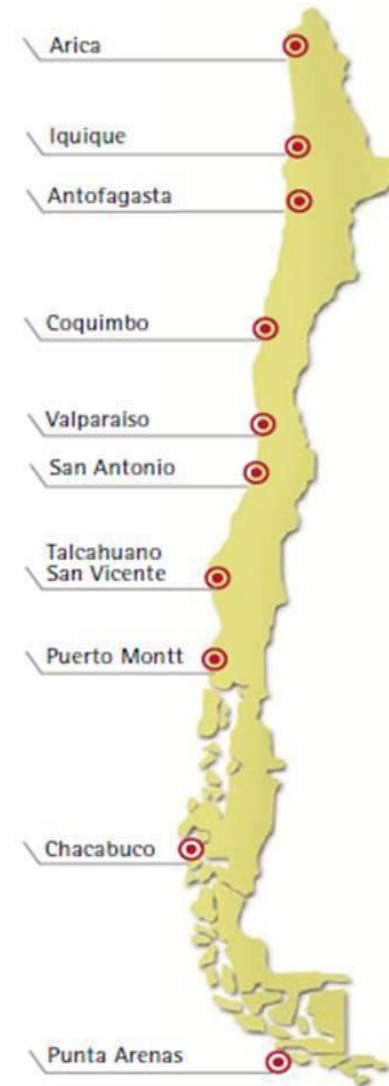 Arica
Iquique
Antofagasta
Coquimbo
Valparaiso
San Antonio
Talcahuano
San Vicente
Puerto Montt
Chacabuco
Punta Arenas